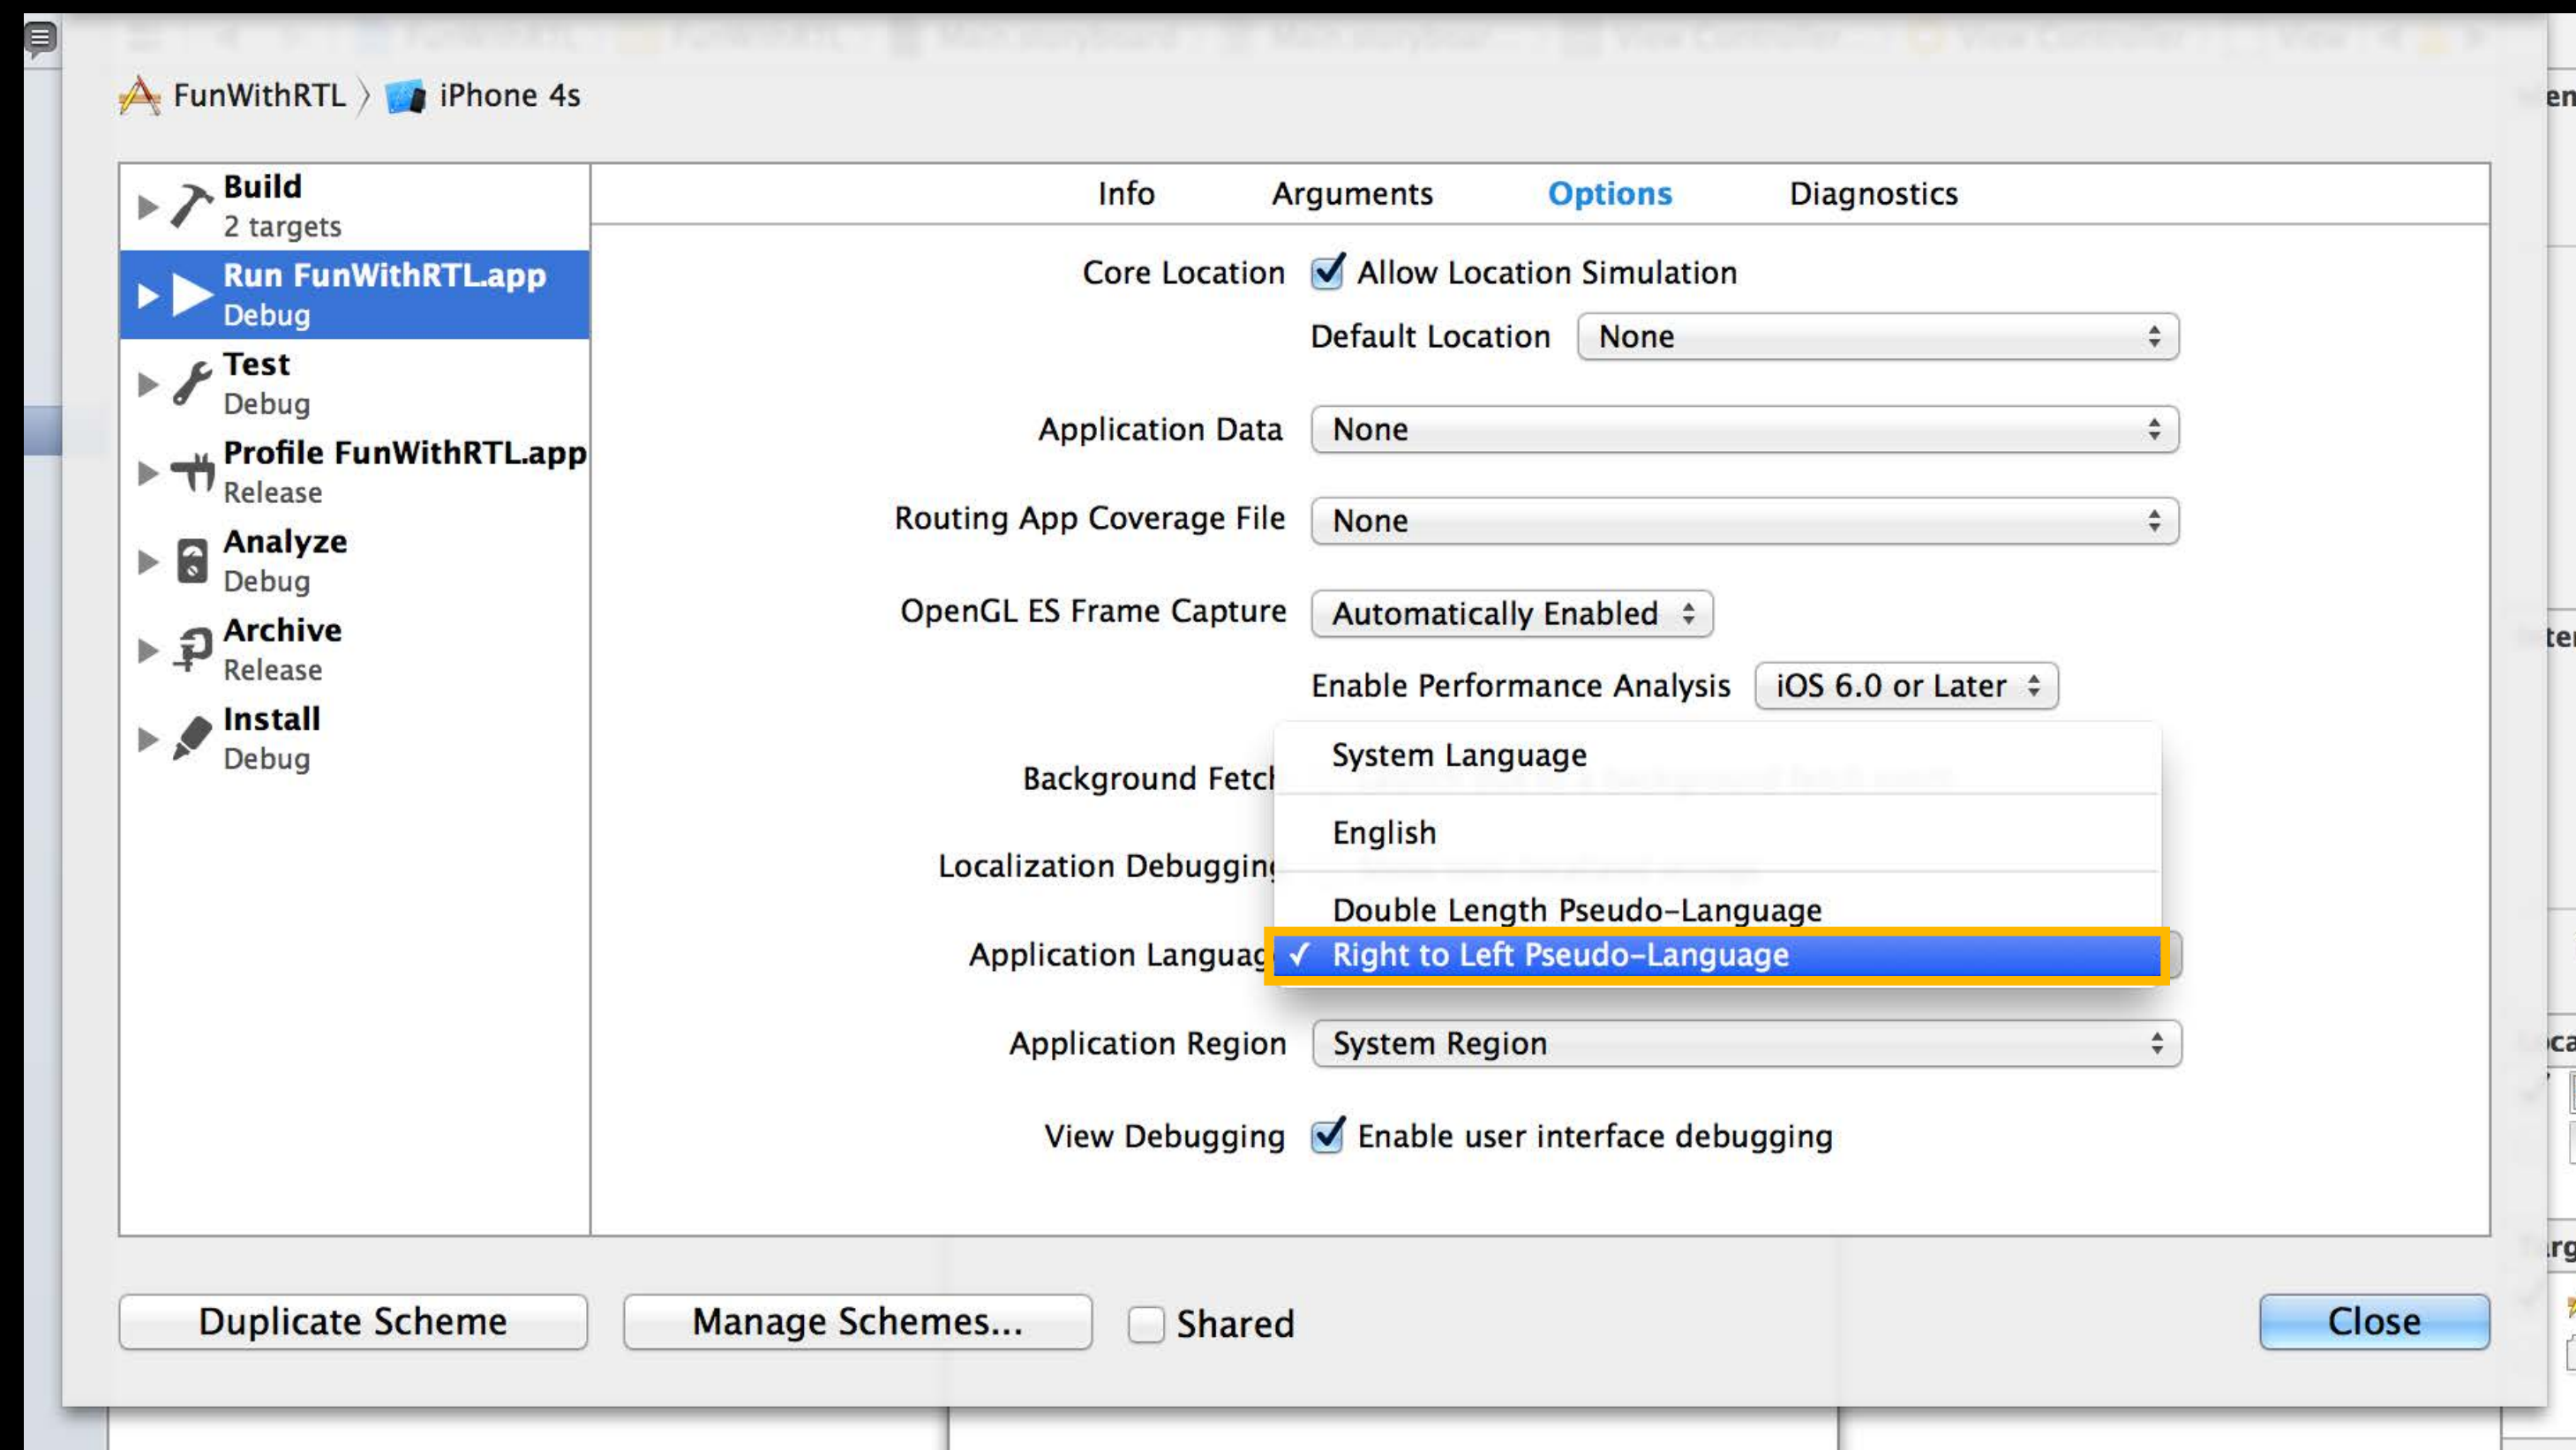 FunWithRTL 〉 iPhone 4s
Build
2 targets
Run FunWithRTL.app
Debug
Test
Debug
Profile FunWithRTL.app
Release
Analyze
Debug
Archive
Release
Install
Debug
Info Arguments Options Diagnostics
Core Location Allow Location Simulation
Default Location None
Application Data None
Routing App Coverage File None
OpenGL ES Frame Capture Automatically Enabled
Enable Performance Analysis iOS 6.0 or Later
System Language
Background Fetch
English
Localization Debugging
Double Length Pseudo-Language
Application Language ✓ Right to Left Pseudo-Language
Application Region System Region
View Debugging Enable user interface debugging
Duplicate Scheme Manage Schemes... Shared Close